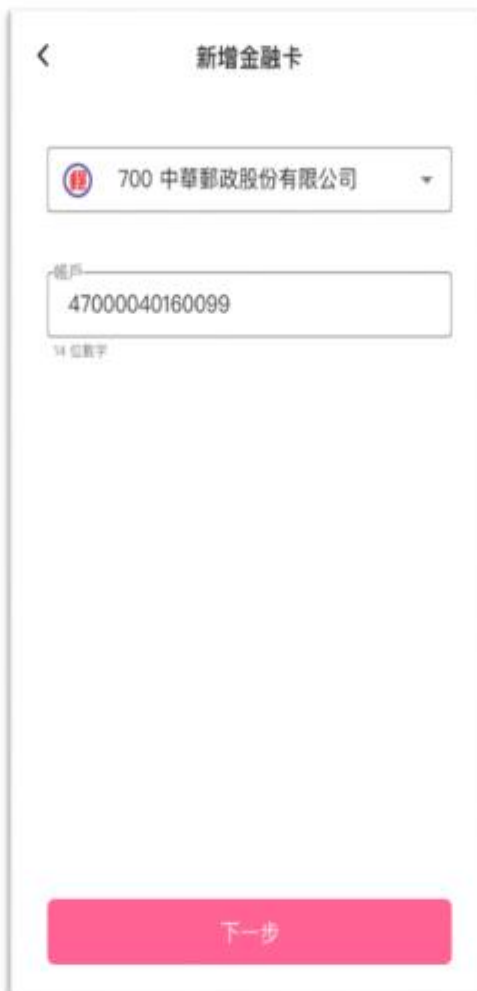 新增金融卡
700 中華郵政股份有限公司
帳戶
47000040160099
14 位數字
下一步